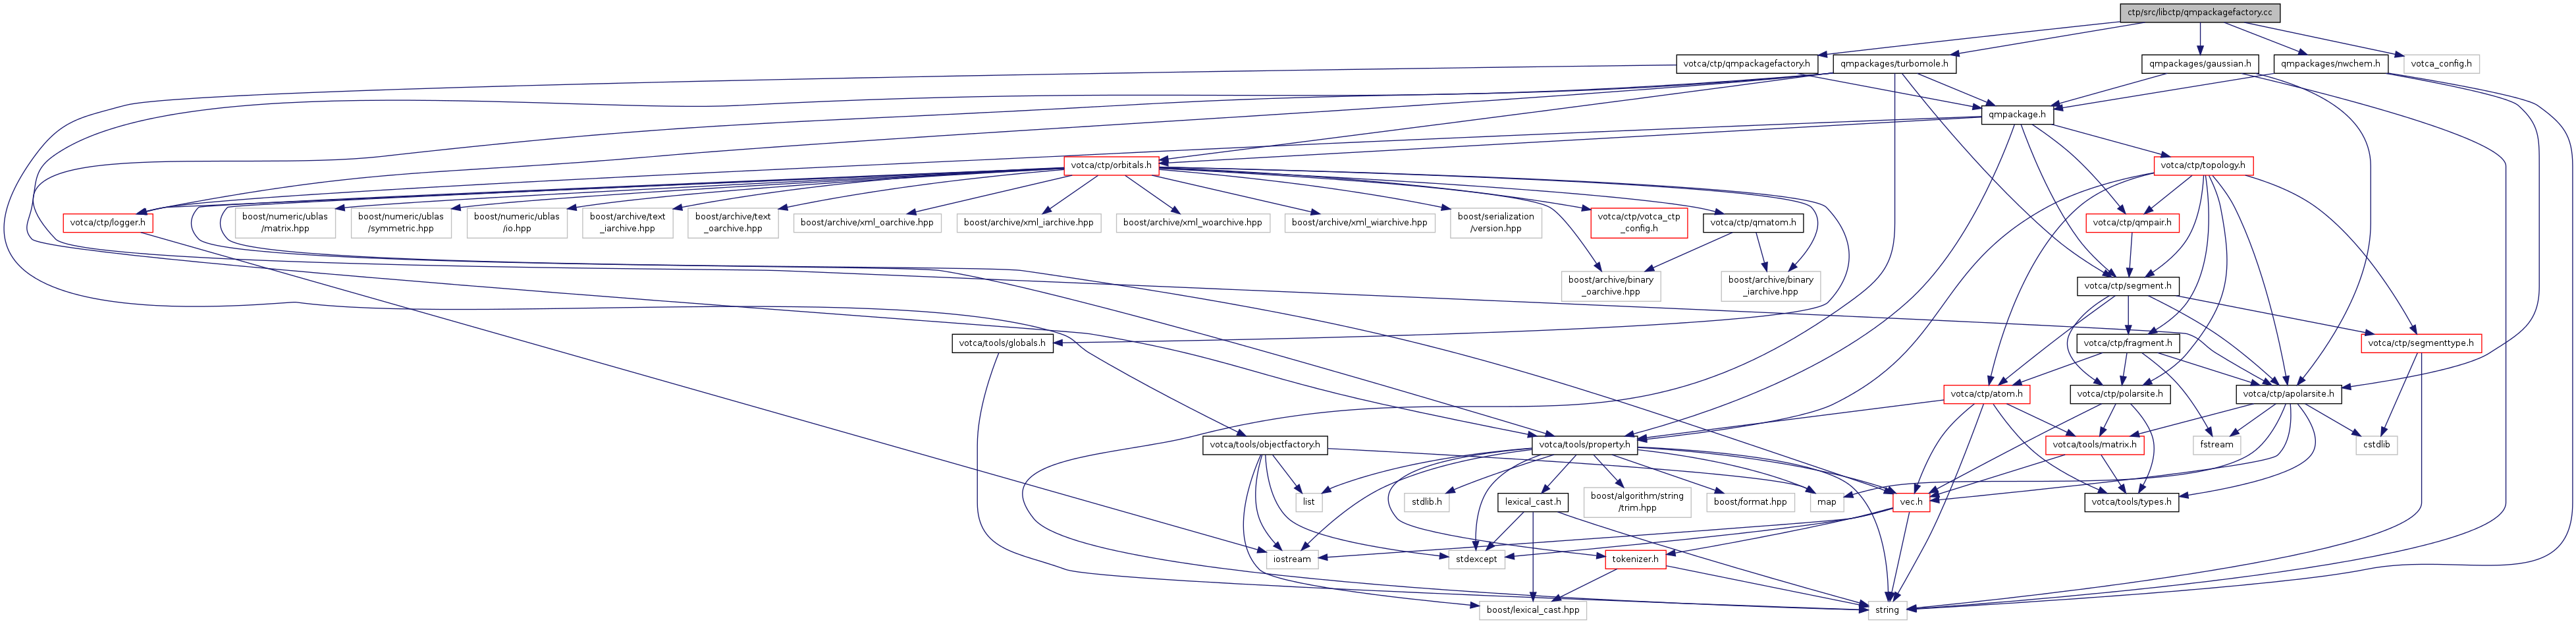 ctp/src/libctp/qmpackagefactory.cc
votca/ctp/qmpackagefactory.h
qmpackages/turbomole.h
qmpackages/gaussian.h
qmpackages/nwchem.h
votca_config.h
qmpackage.h
votca/ctp/orbitals.h
votca/ctp/topology.h
votca/ctp/logger.h
boost/numeric/ublas
/matrix.hpp
boost/numeric/ublas
/symmetric.hpp
boost/numeric/ublas
/io.hpp
boost/archive/text
_iarchive.hpp
boost/archive/text
_oarchive.hpp
boost/archive/xml_oarchive.hpp
boost/archive/xml_iarchive.hpp
boost/archive/xml_woarchive.hpp
boost/archive/xml_wiarchive.hpp
boost/serialization
/version.hpp
votca/ctp/votca_ctp
_config.h
votca/ctp/qmatom.h
votca/ctp/qmpair.h
boost/archive/binary
_oarchive.hpp
boost/archive/binary
_iarchive.hpp
votca/ctp/segment.h
votca/tools/globals.h
votca/ctp/fragment.h
votca/ctp/segmenttype.h
votca/ctp/atom.h
votca/ctp/polarsite.h
votca/ctp/apolarsite.h
votca/tools/objectfactory.h
votca/tools/property.h
votca/tools/matrix.h
fstream
cstdlib
list
stdlib.h
lexical_cast.h
boost/algorithm/string
/trim.hpp
boost/format.hpp
map
vec.h
votca/tools/types.h
iostream
stdexcept
tokenizer.h
boost/lexical_cast.hpp
string